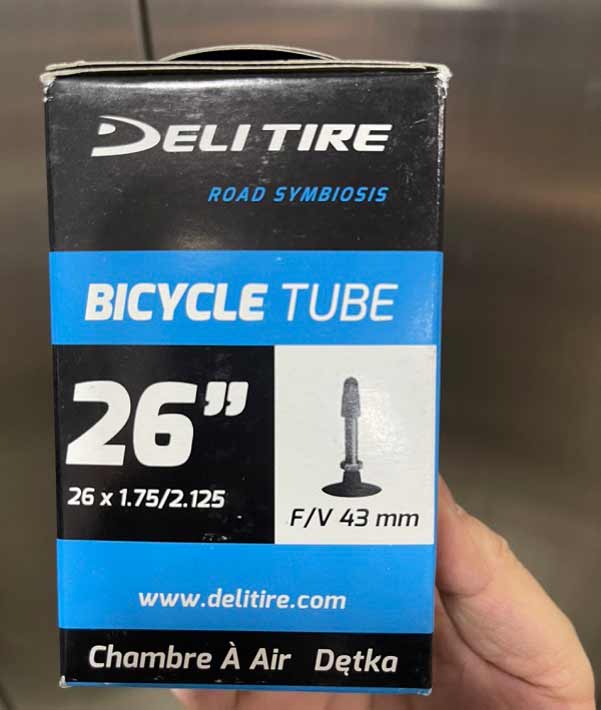 DELI TIRE
ROAD SYMBIOSIS
BICYCLE TUBE
26”
26 x 1.75/2.125
F/V 43 mm
www.delitire.com
Chambre À Air Dętka